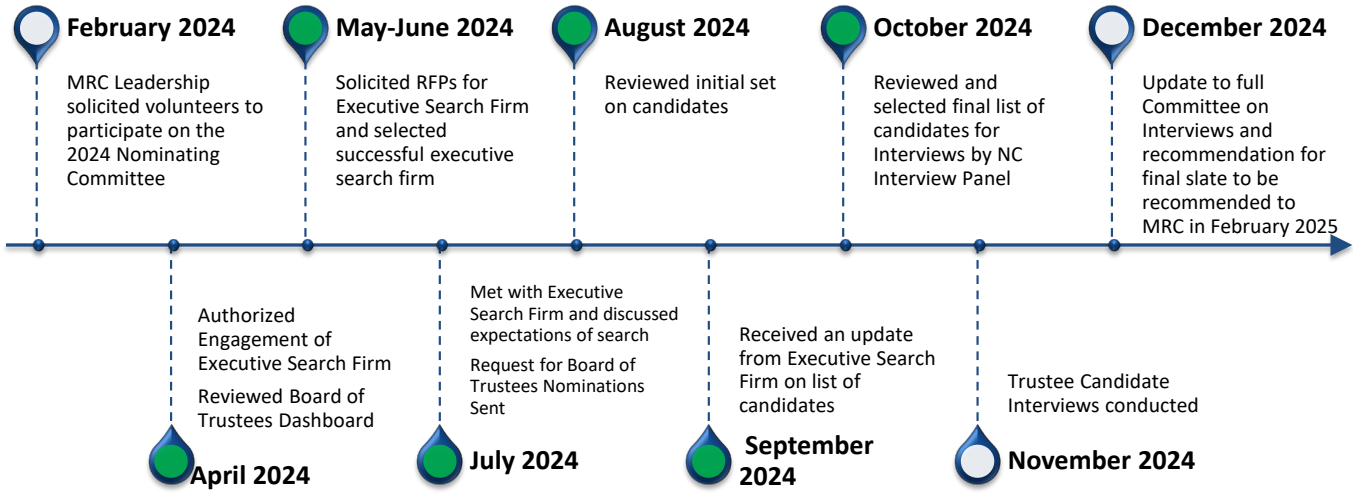 February 2024
MRC Leadership
solicited volunteers to
participate on the
2024 Nominating
Committee
May-June 2024
Solicited RFPs for
Executive Search Firm
and selected
successful executive
search firm
August 2024
Reviewed initial set
on candidates
October 2024
Reviewed and
selected final list of
candidates for
Interviews by NC
Interview Panel
December 2024
Update to full
Committee on
Interviews and
recommendation for
final slate to be
recommended to
MRC in February 2025
Authorized
Engagement of
Executive Search Firm
Reviewed Board of
Trustees Dashboard
April 2024
Met with Executive
Search Firm and discussed
expectations of search
Request for Board of
Trustees Nominations
Sent
July 2024
Received an update
from Executive Search
Firm on list of
candidates
September
2024
Trustee Candidate
Interviews conducted
November 2024